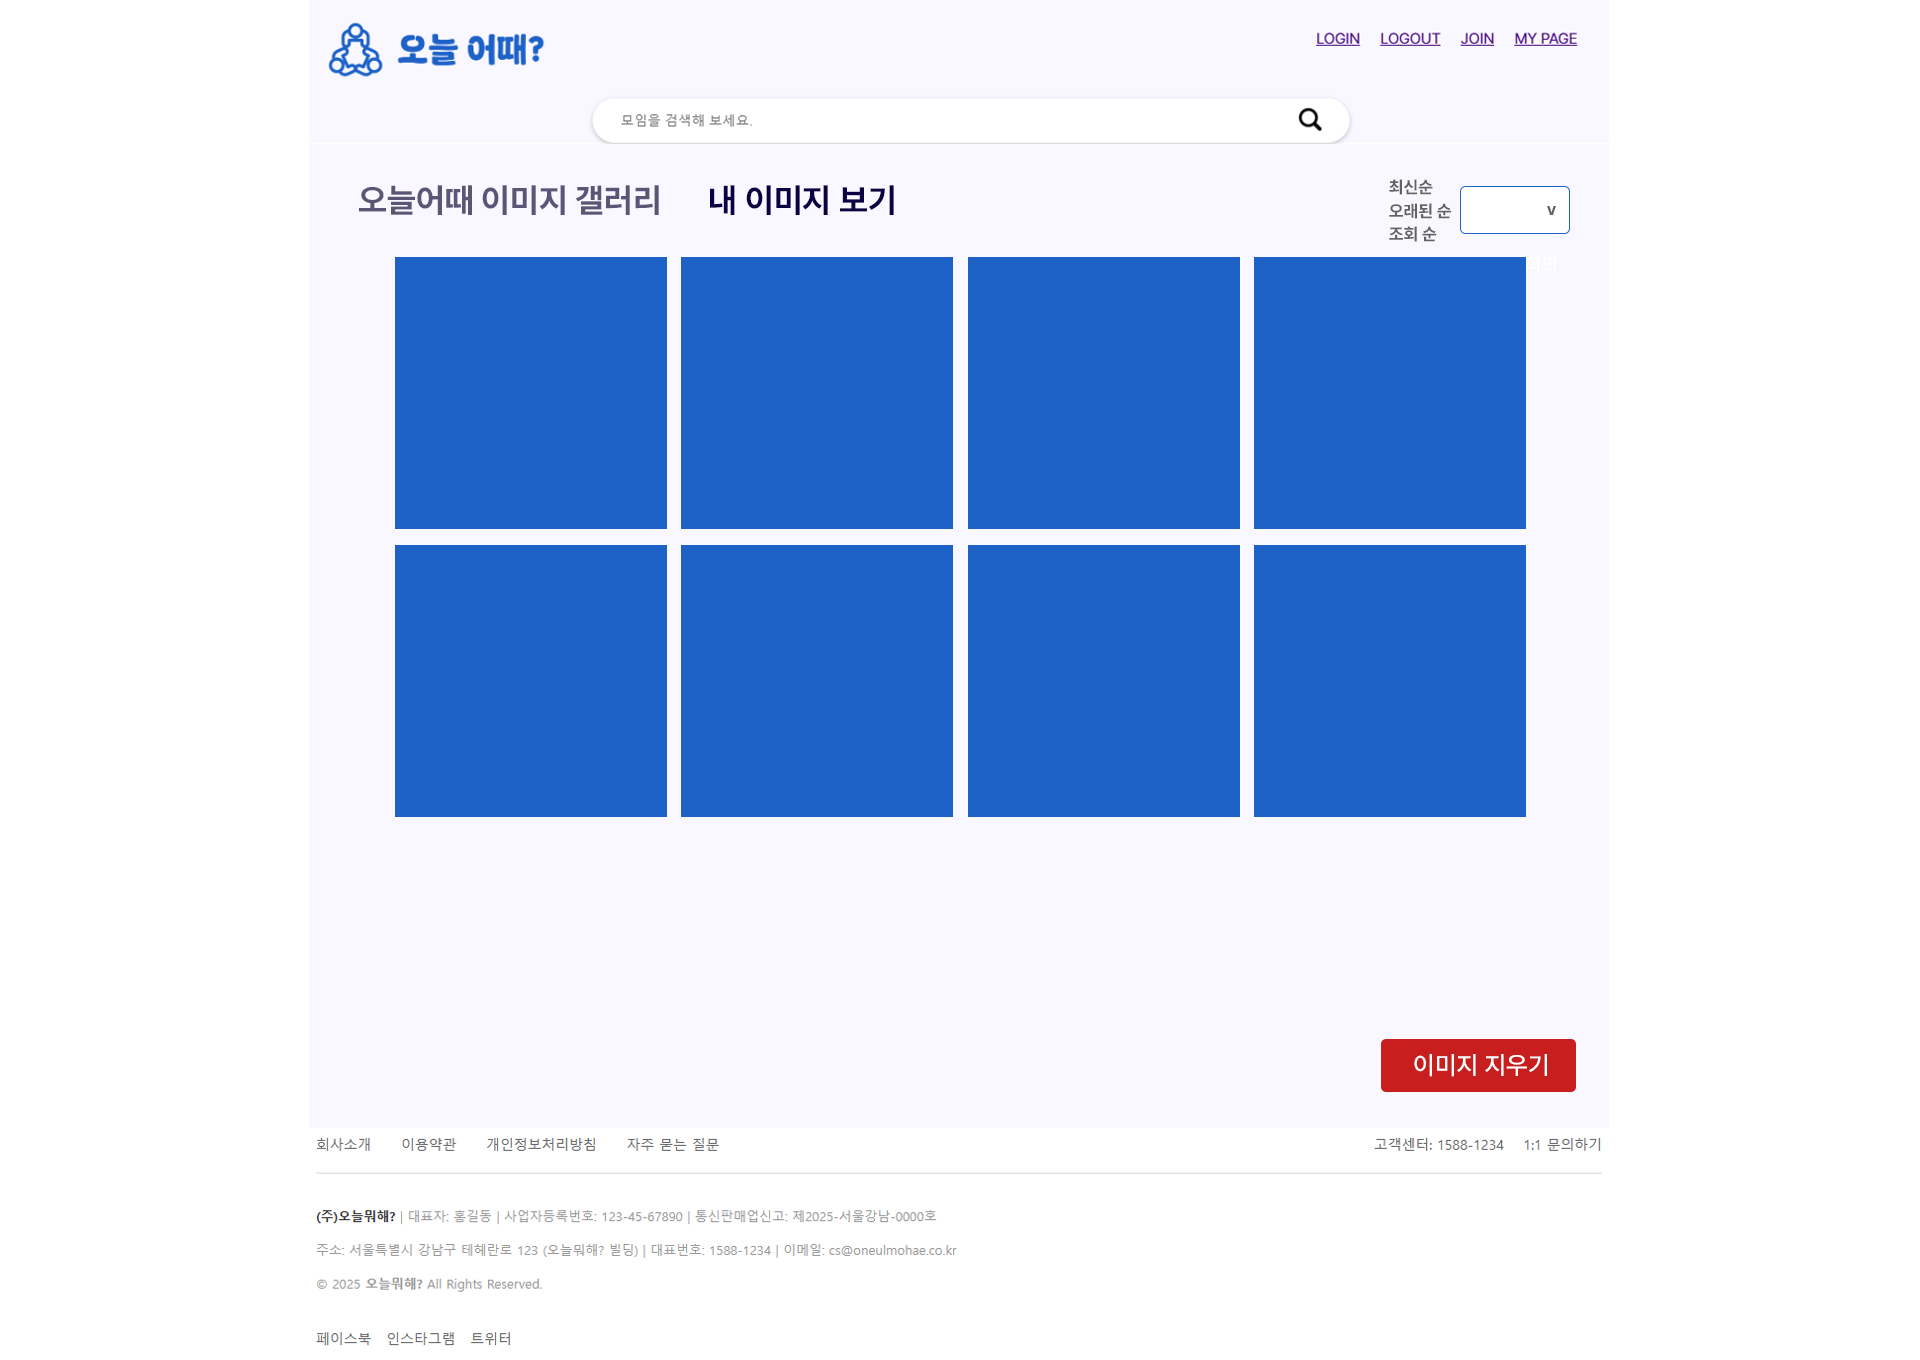 오늘 어때?
LOGIN LOGOUT JOIN MY PAGE
모임을 검색해 보세요.
오늘어때 이미지 갤러리 내 이미지 보기
최신순
오래된 순
조회 순
v
이미지 지우기
회사소개 이용약관 개인정보처리방침 자주 묻는 질문 고객센터: 1588-1234 1:1 문의하기
(주)오늘뭐해? | 대표자: 홍길동 | 사업자등록번호: 123-45-67890 | 통신판매업신고: 제2025-서울강남-0000호
주소: 서울특별시 강남구 테헤란로 123 (오늘뭐해? 빌딩) | 대표번호: 1588-1234 | 이메일: cs@oneulmohae.co.kr
© 2025 오늘뭐해? All Rights Reserved.
페이스북 인스타그램 트위터